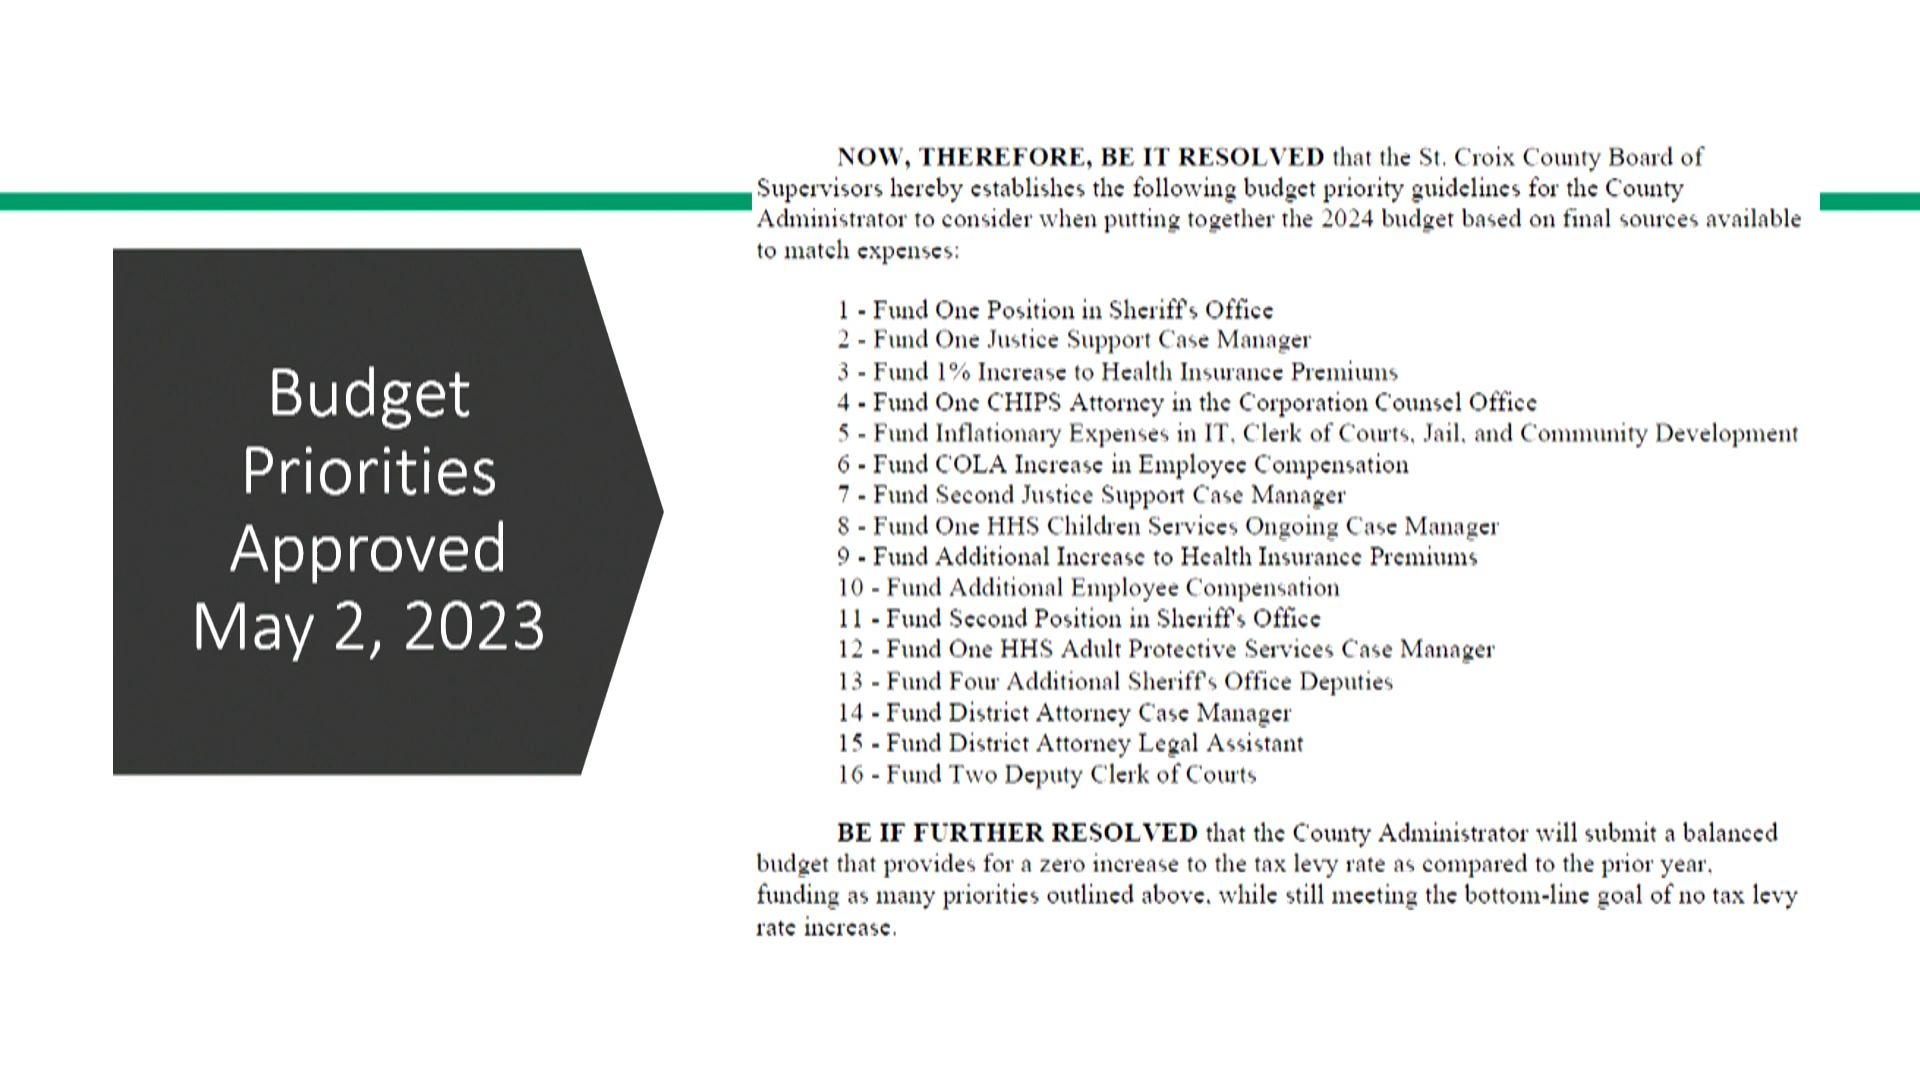 Budget
Priorities
Approved
May 2, 2023
NOW, THEREFORE, BE IT RESOLVED that the St. Croix County Board of
Supervisors hereby establishes the following budget priority guidelines for the County
Administrator to consider when putting together the 2024 budget based on final sources available
to match expenses:
1 - Fund One Position in Sheriff's Office
2 - Fund One Justice Support Case Manager
3 - Fund 1% Increase to Health Insurance Premiums
4 - Fund One CHIPS Attorney in the Corporation Counsel Office
5 - Fund Inflationary Expenses in IT, Clerk of Courts, Jail, and Community Development
6 - Fund COLA Increase in Employee Compensation
7 - Fund Second Justice Support Case Manager
8 - Fund One HHS Children Services Ongoing Case Manager
9 - Fund Additional Increase to Health Insurance Premiums
10 - Fund Additional Employee Compensation
11 - Fund Second Position in Sheriff's Office
12 - Fund One HHS Adult Protective Services Case Manager
13 - Fund Four Additional Sheriff's Office Deputies
14 - Fund District Attorney Case Manager
15 - Fund District Attorney Legal Assistant
16 - Fund Two Deputy Clerk of Courts
BE IF FURTHER RESOLVED that the County Administrator will submit a balanced
budget that provides for a zero increase to the tax levy rate as compared to the prior year,
funding as many priorities outlined above, while still meeting the bottom-line goal of no tax levy
rate increase.